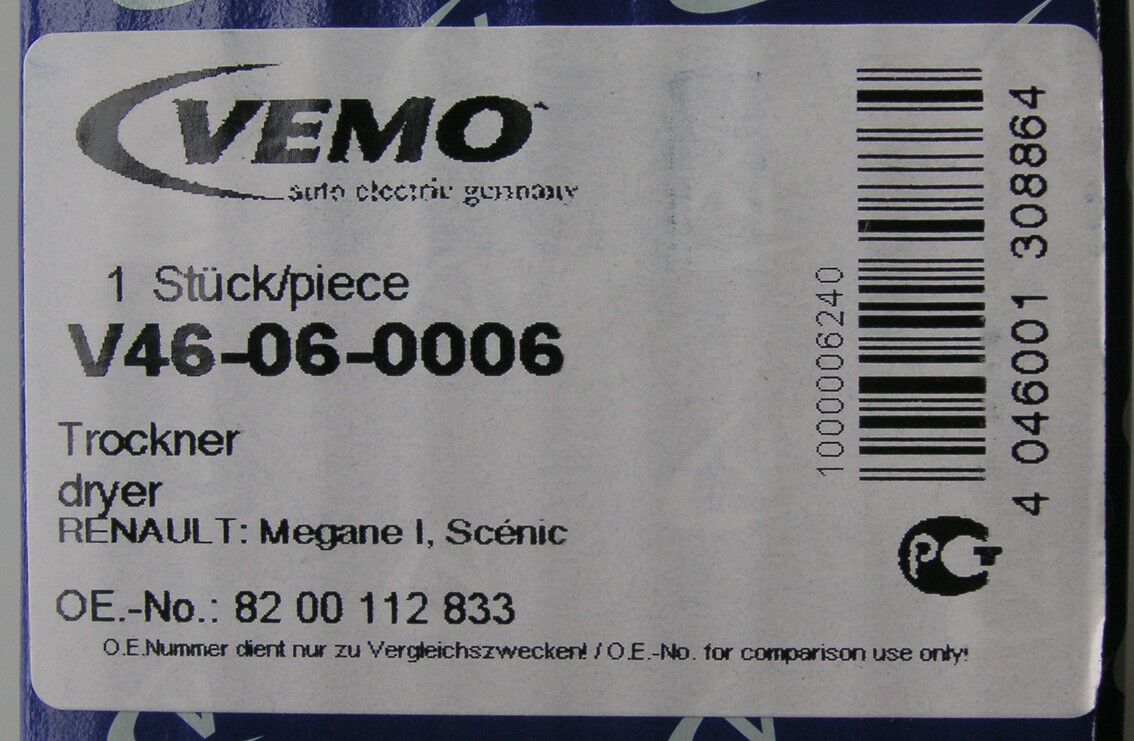 VEMO
auto electric germany
1 Stück/piece
V46-06-0006
Trockner
dryer
RENAULT: Megane I, Scénic
OE.-No.: 82 00 112 833
O.E.Nummer dient nur zu Vergleichszwecken! / O.E.-No. for comparison use only!
1000006240
4 046001 308864
РСТ